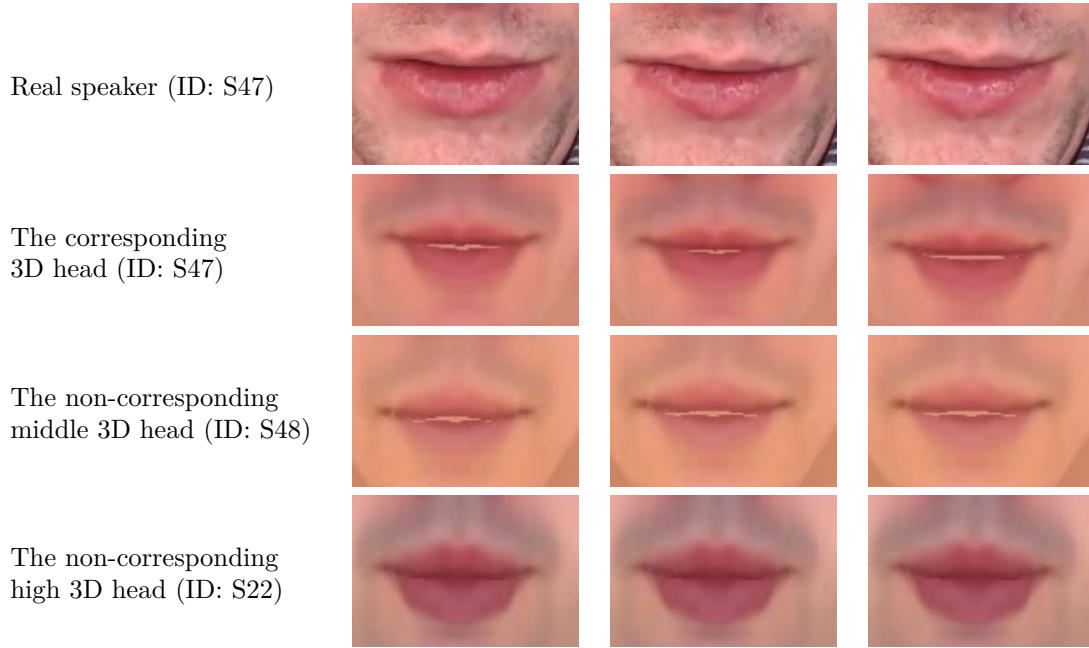 Real speaker (ID: S47)
The corresponding
3D head (ID: S47)
The non-corresponding
middle 3D head (ID: S48)
The non-corresponding
high 3D head (ID: S22)